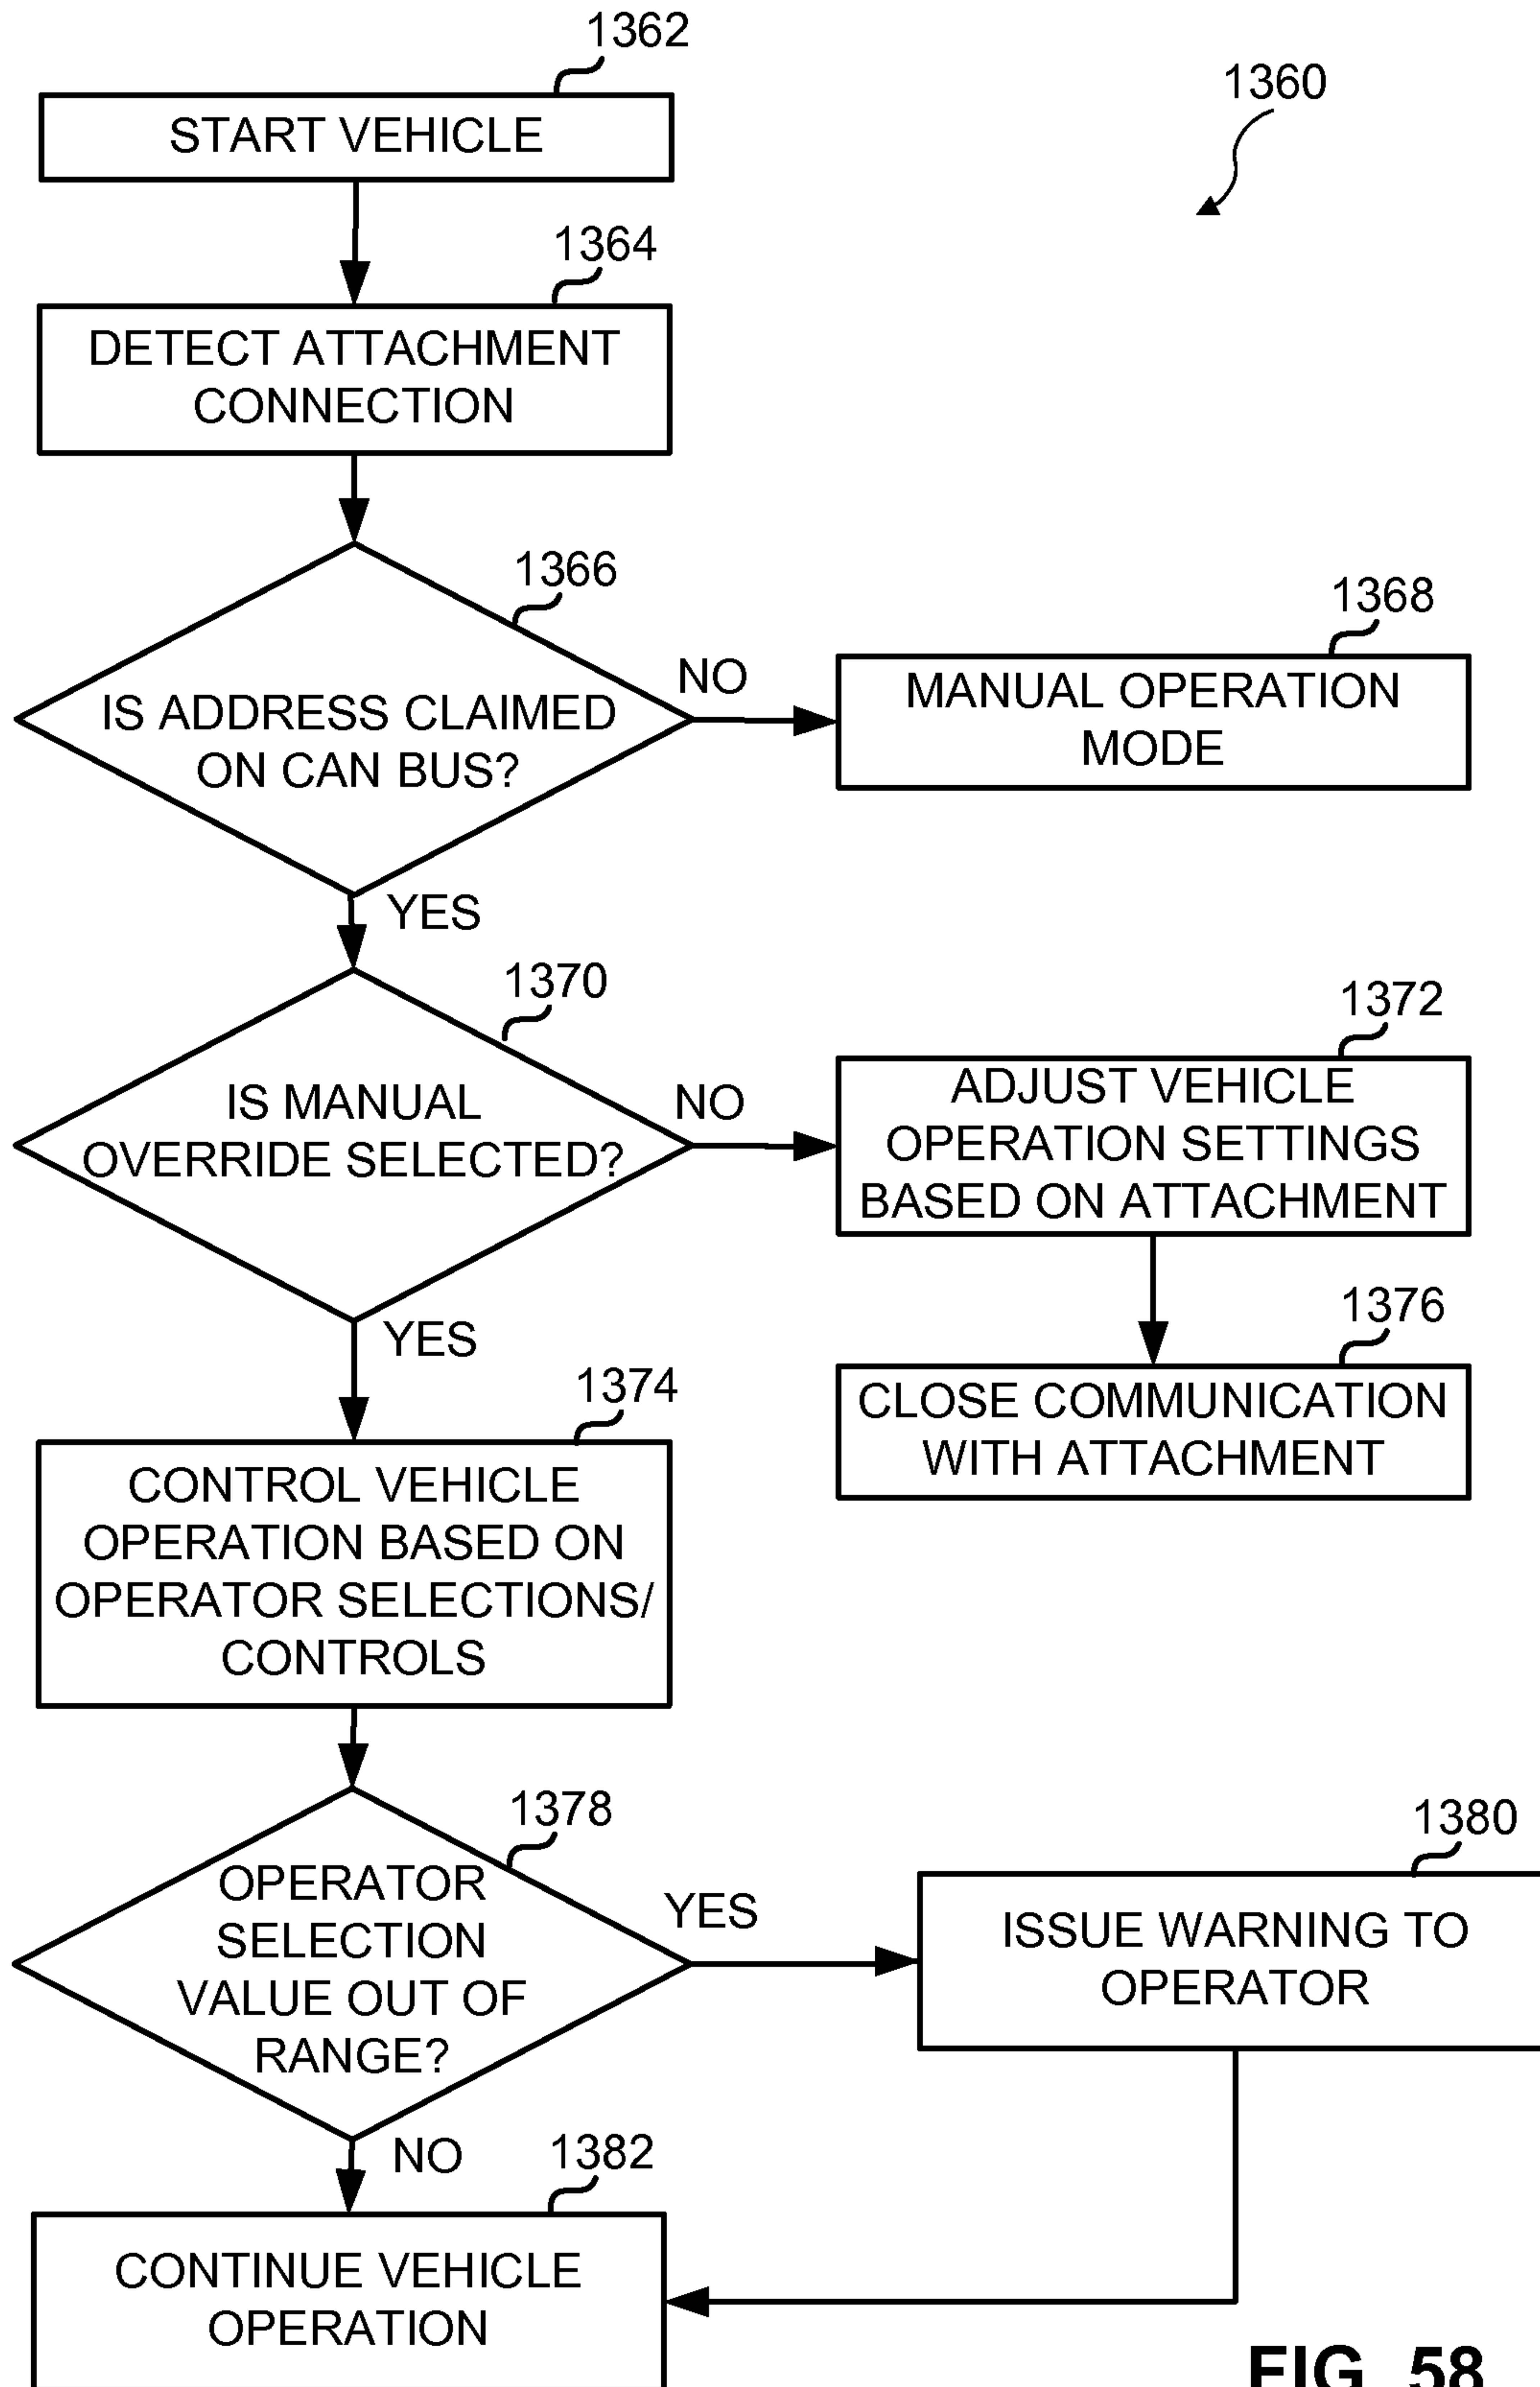 1362
1360
START VEHICLE
1364
DETECT ATTACHMENT
CONNECTION
1366
1368
IS ADDRESS CLAIMED
ON CAN BUS?
NO
MANUAL OPERATION
MODE
YES
1370
1372
IS MANUAL
OVERRIDE SELECTED?
NO
ADJUST VEHICLE
OPERATION SETTINGS
BASED ON ATTACHMENT
YES
1376
CLOSE COMMUNICATION
WITH ATTACHMENT
1374
CONTROL VEHICLE
OPERATION BASED ON
OPERATOR SELECTIONS/
CONTROLS
1378
1380
OPERATOR
SELECTION
VALUE OUT OF
RANGE?
YES
ISSUE WARNING TO
OPERATOR
NO
1382
CONTINUE VEHICLE
OPERATION
FIG. 58